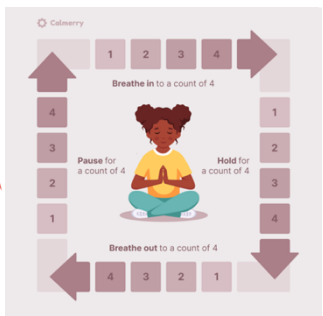 Calmerry
1 2 3 4
Breathe in to a count of 4
4
3
2
1
Pause for
a count of 4
Hold for
a count of 4
1
2
3
4
Breathe out to a count of 4
4 3 2 1